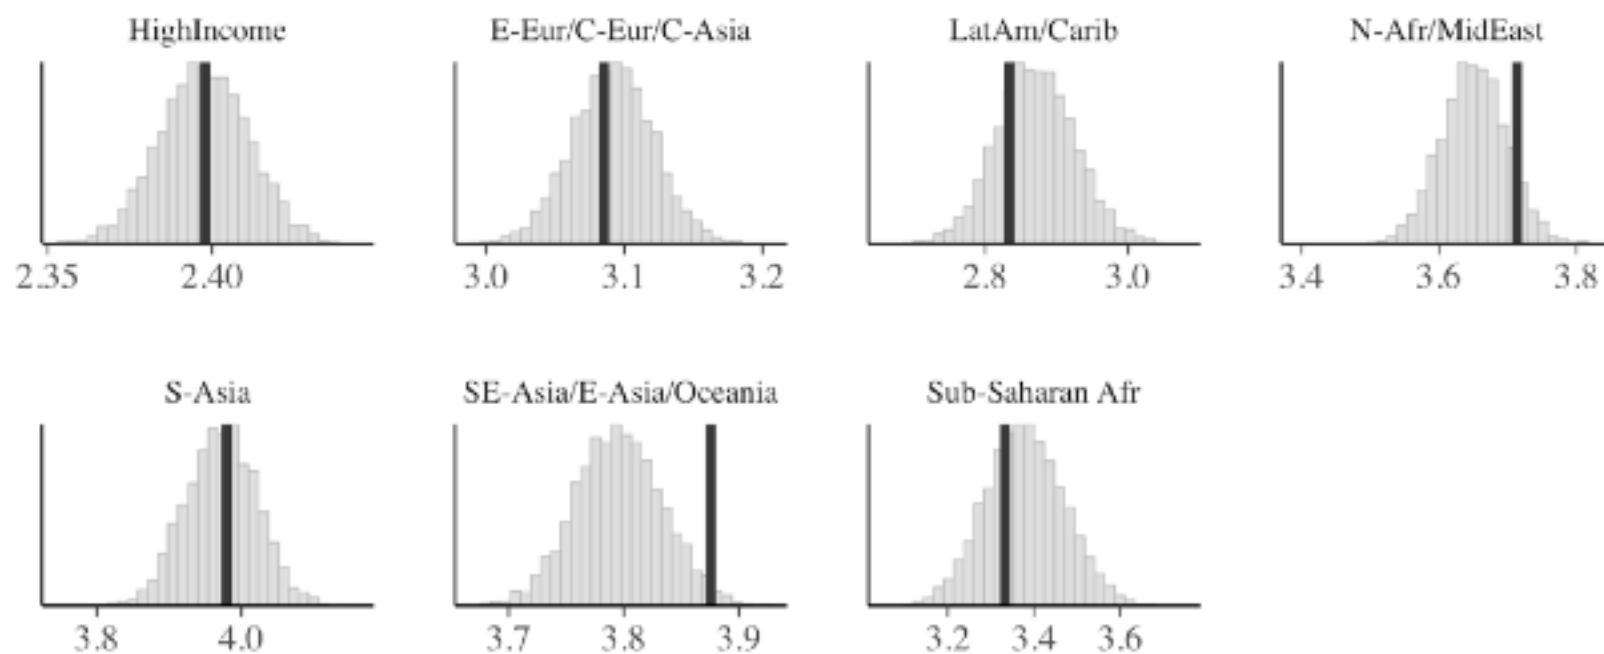 HighIncome E-Eur/C-Eur/C-Asia LatAm/Carib N-Afr/MidEast
2.35 2.40 3.0 3.1 3.2 2.8 3.0 3.4 3.6 3.8
S-Asia SE-Asia/E-Asia/Oceania Sub-Saharan Afr
3.8 4.0 3.7 3.8 3.9 3.2 3.4 3.6